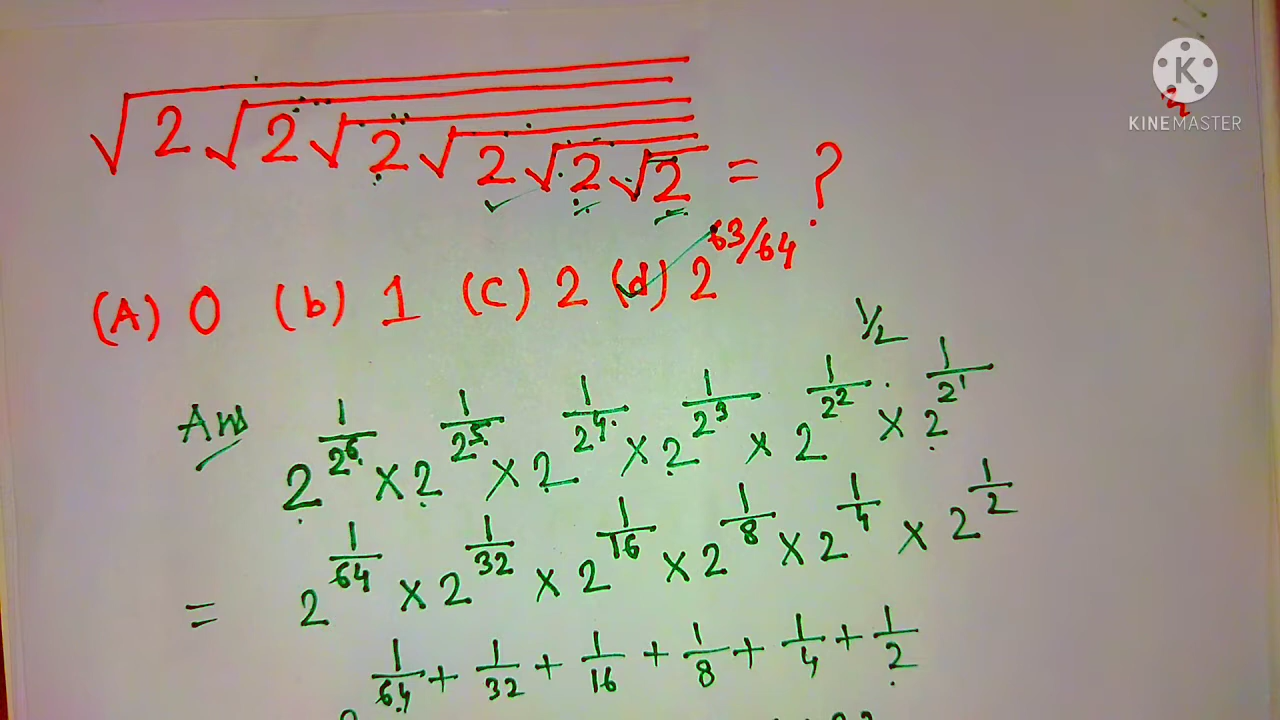 K
KINEMASTER
√2√2√2√2√2√2 = ?
(A) 0 (b) 1 (C) 2 (d) 2^63/64
Ans 2^1/2^6 × 2^1/2^5 × 2^1/2^4 × 2^1/2^3 × 2^1/2^2 · ^1/2 × 2^1/2^1
= 2^1/64 × 2^1/32 × 2^1/16 × 2^1/8 × 2^1/4 × 2^1/2
1/64 + 1/32 + 1/16 + 1/8 + 1/4 + 1/2